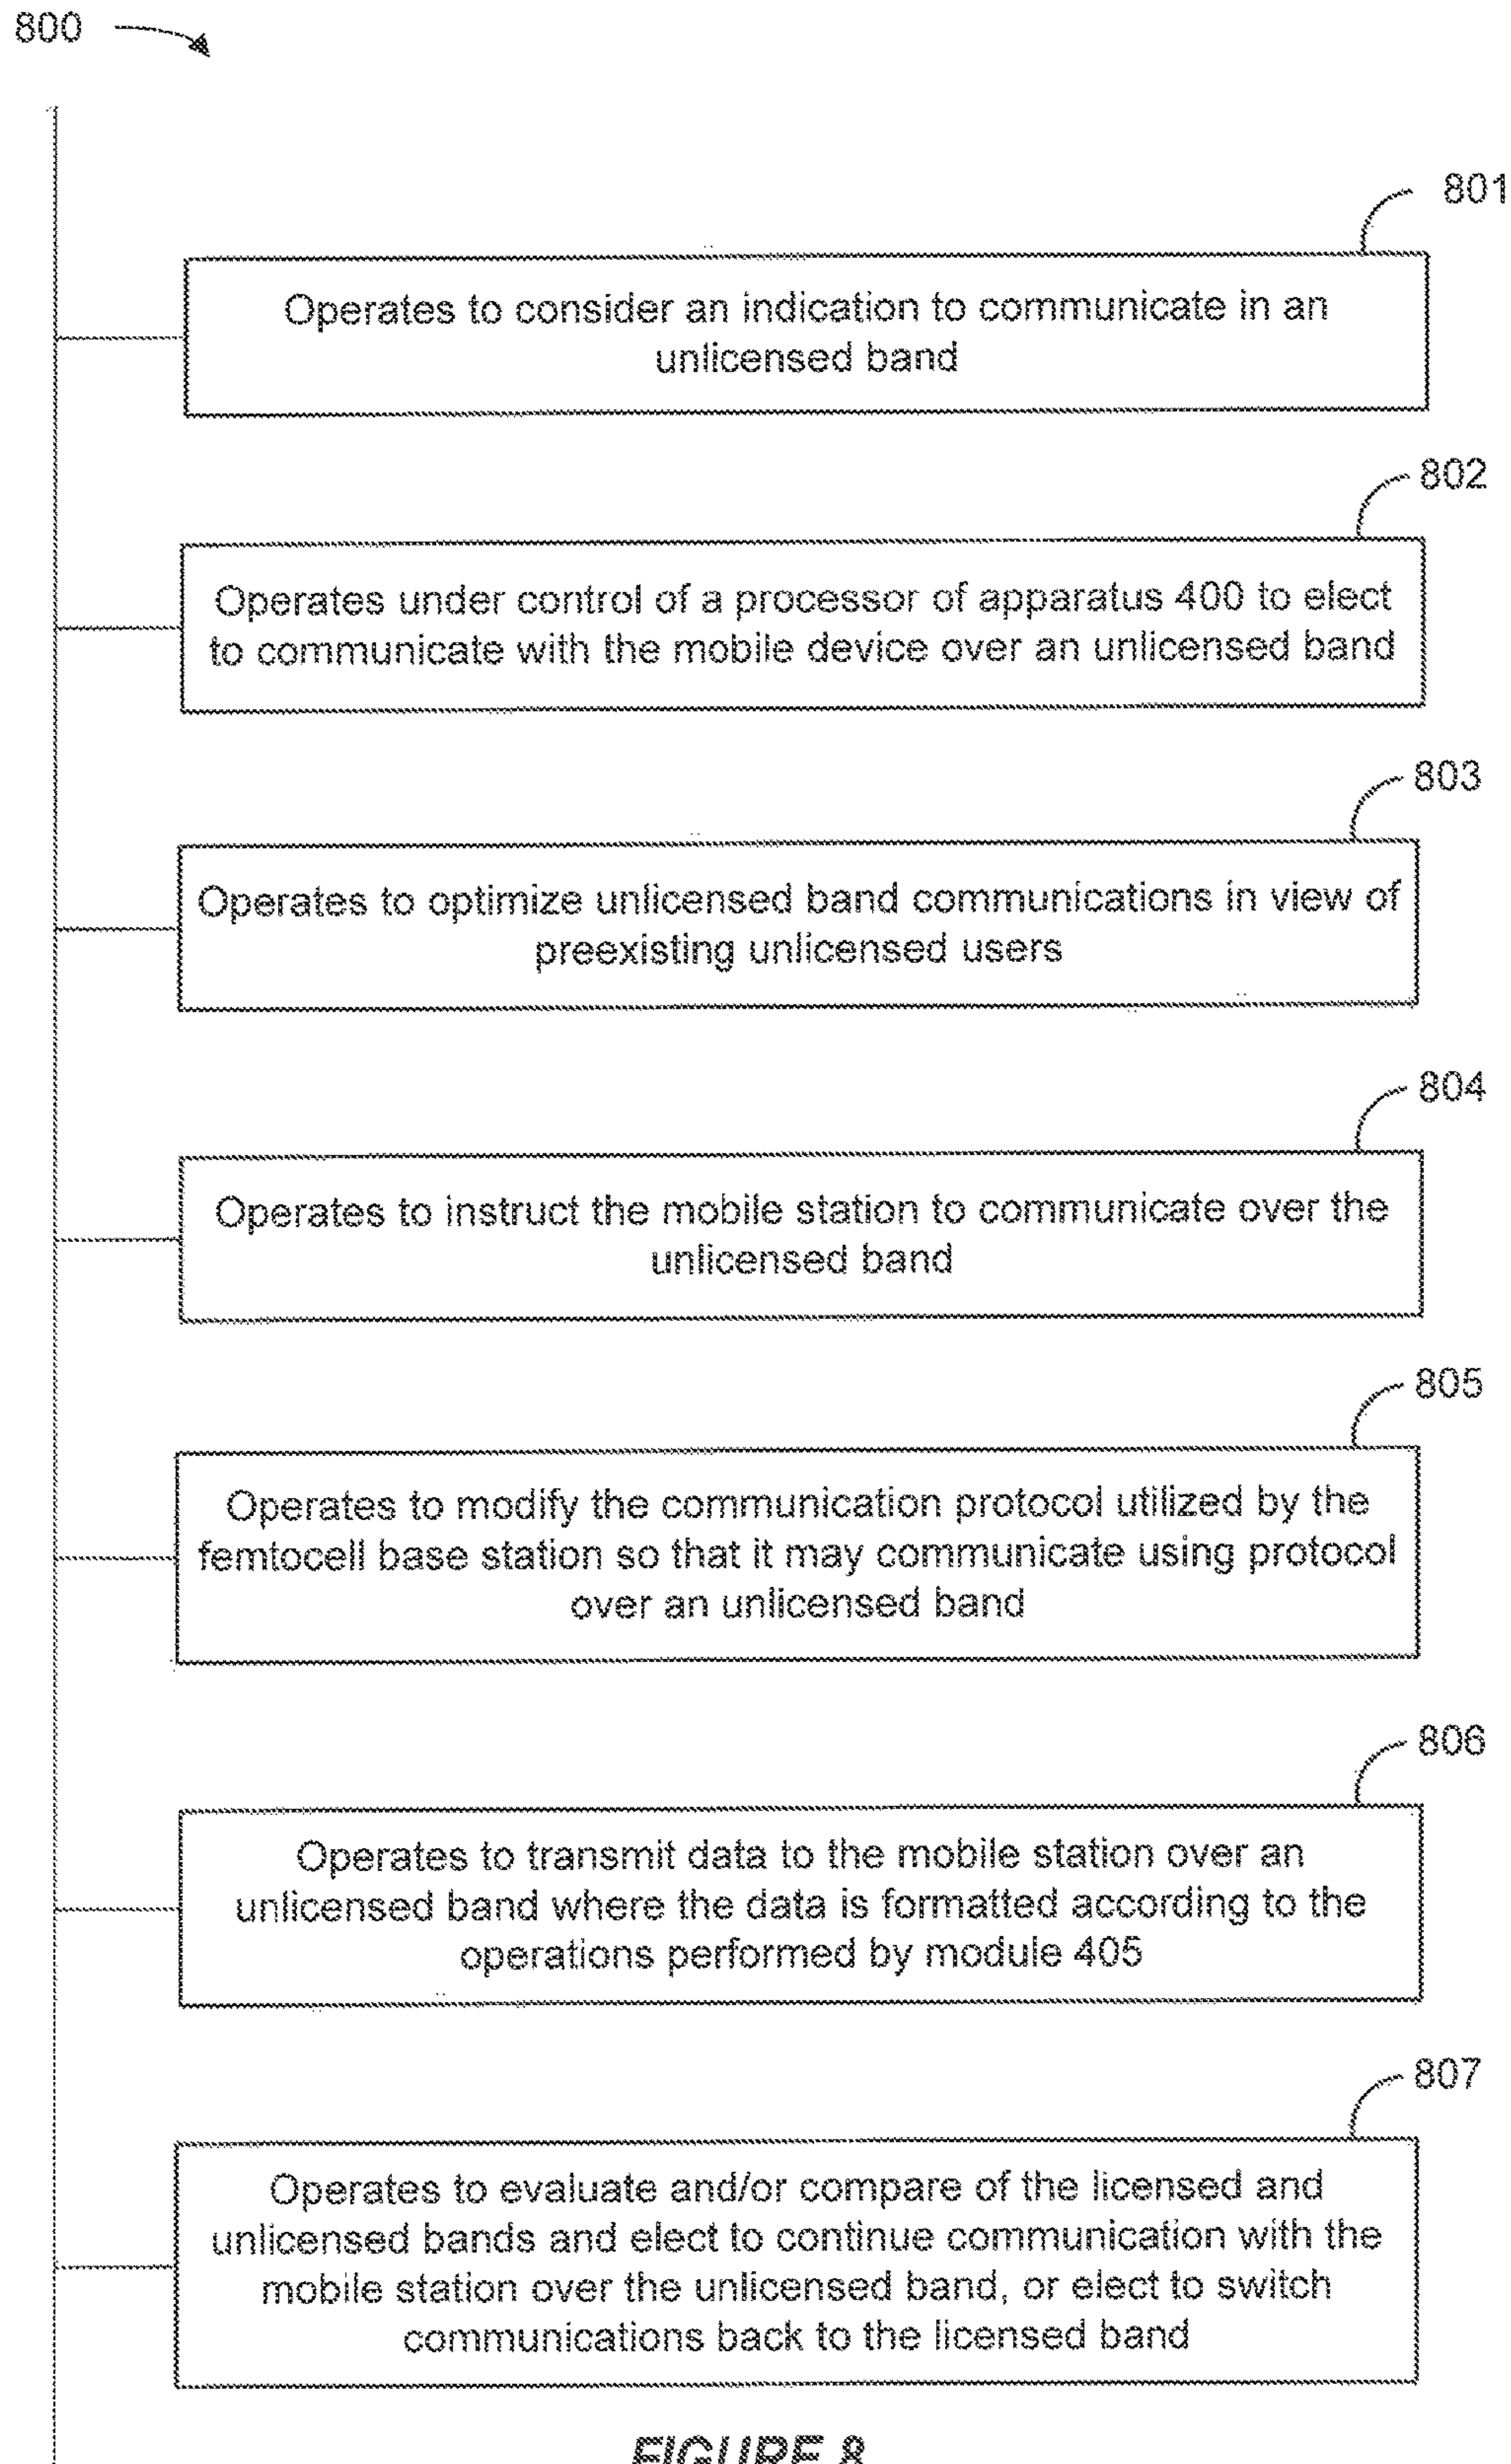 800
801
Operates to consider an indication to communicate in an
unlicensed band
802
Operates under control of a processor of apparatus 400 to elect
to communicate with the mobile device over an unlicensed band
803
Operates to optimize unlicensed band communications in view of
preexisting unlicensed users
804
Operates to instruct the mobile station to communicate over the
unlicensed band
805
Operates to modify the communication protocol utilized by the
femtocell base station so that it may communicate using protocol
over an unlicensed band
806
Operates to transmit data to the mobile station over an
unlicensed band where the data is formatted according to the
operations performed by module 405
807
Operates to evaluate and/or compare of the licensed and
unlicensed bands and elect to continue communication with the
mobile station over the unlicensed band, or elect to switch
communications back to the licensed band
FIGURE 8